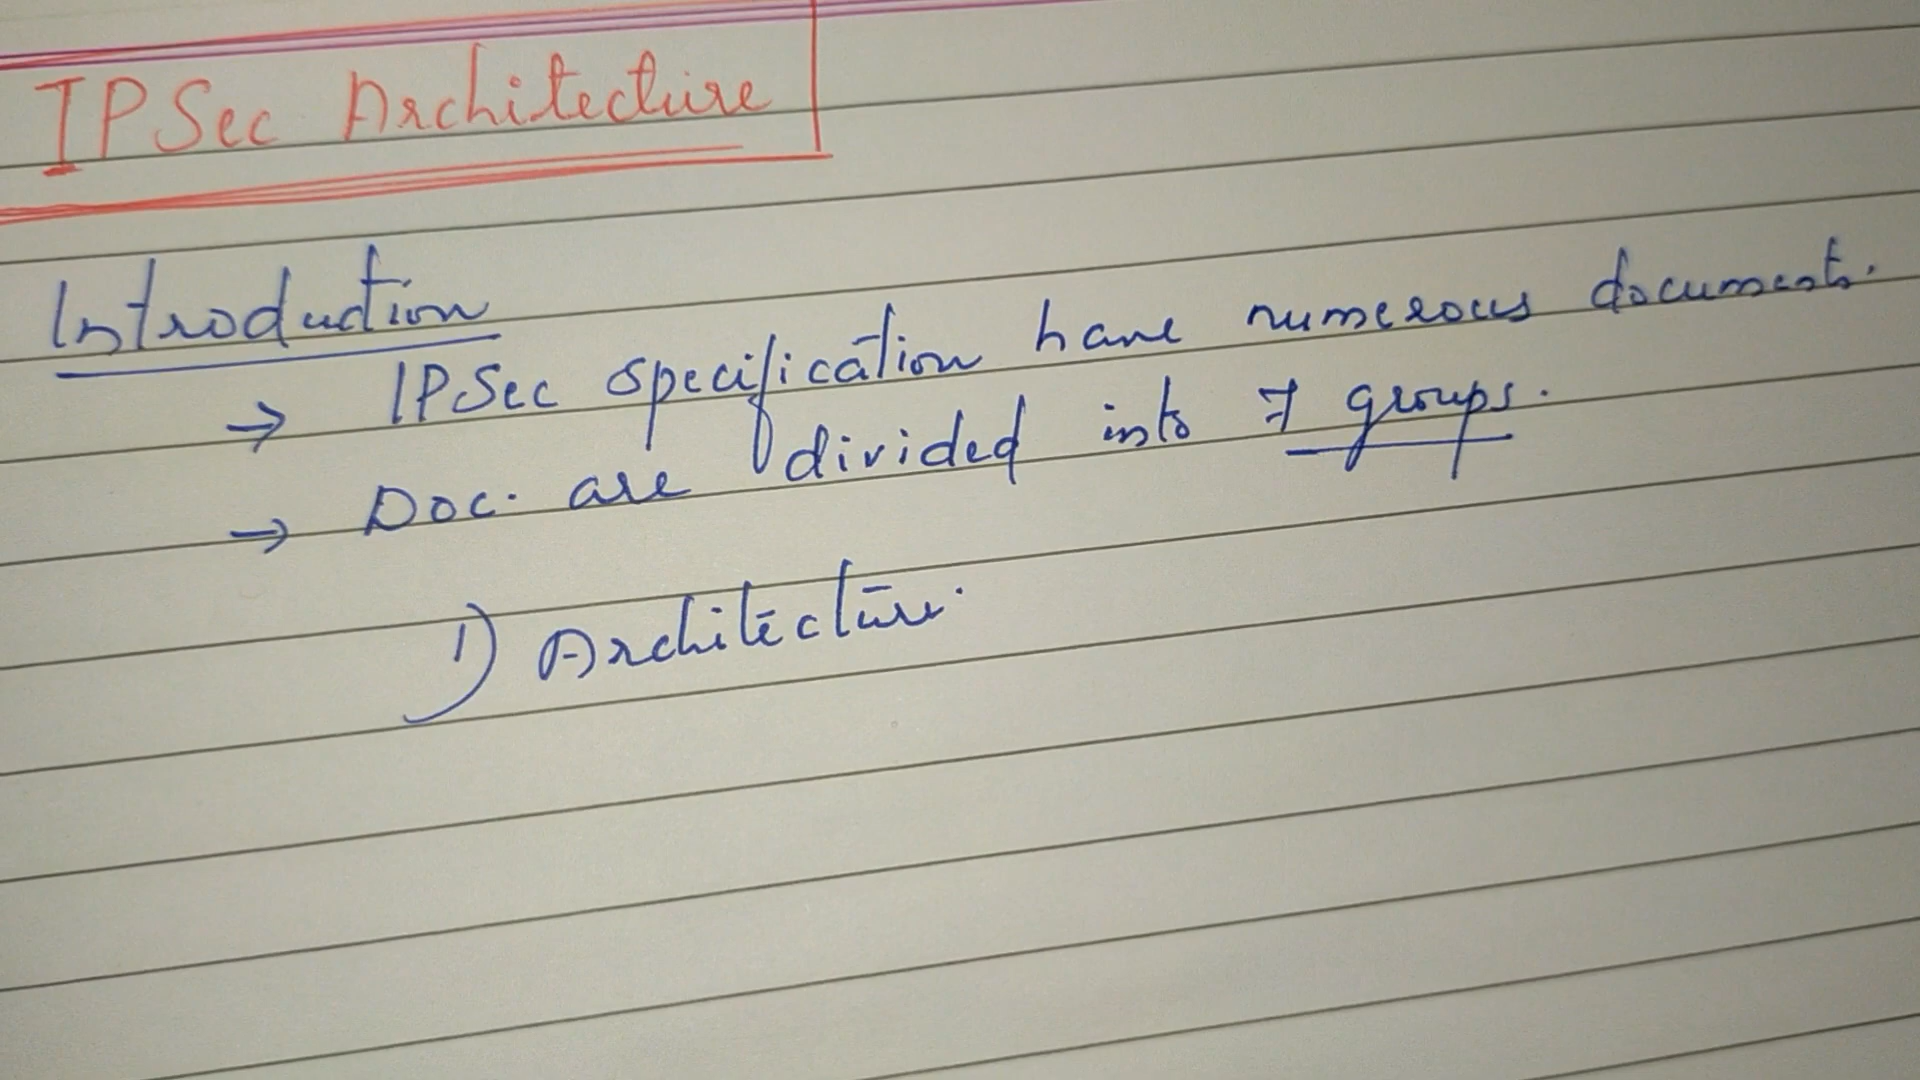 IPSec Architecture
Introduction
→ IPSec specification have numerous documents.
→ Doc. are divided into 7 groups.
1) Architecture.